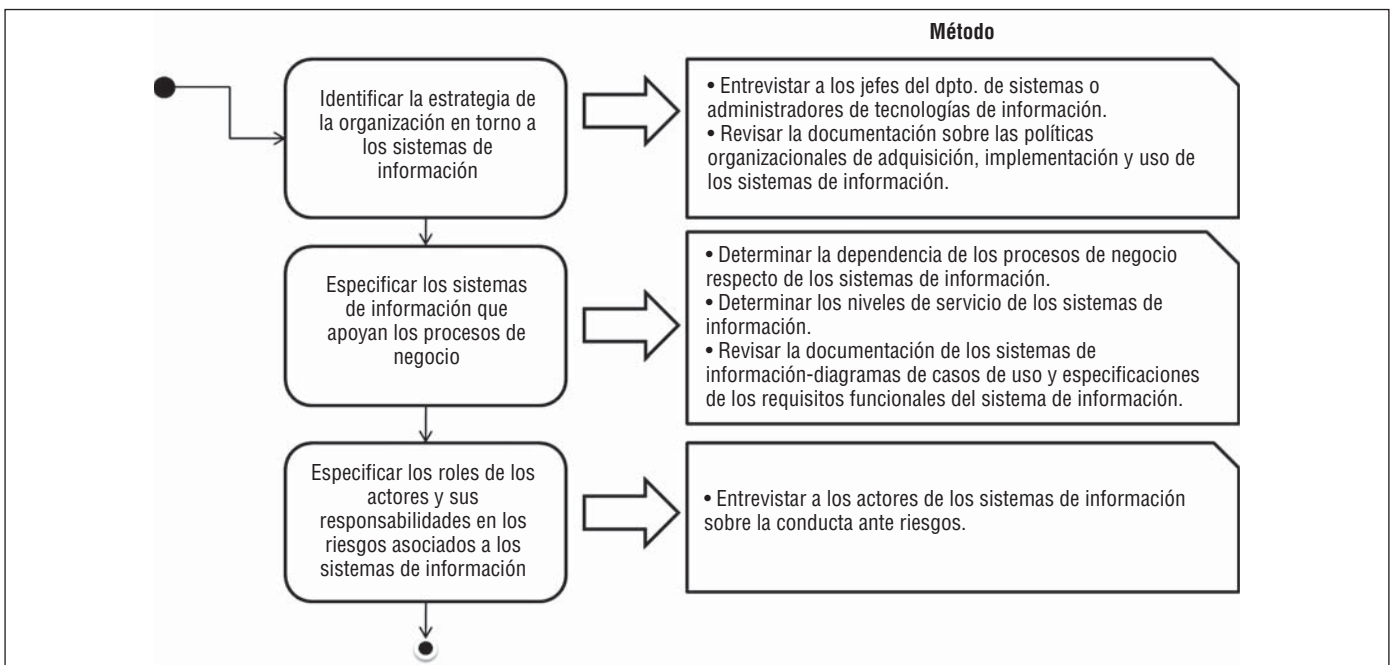 Método
Identificar la estrategia de
la organización en torno a
los sistemas de
información
• Entrevistar a los jefes del dpto. de sistemas o
administradores de tecnologías de información.
• Revisar la documentación sobre las políticas
organizacionales de adquisición, implementación y uso de
los sistemas de información.
Especificar los sistemas
de información que
apoyan los procesos de
negocio
• Determinar la dependencia de los procesos de negocio
respecto de los sistemas de información.
• Determinar los niveles de servicio de los sistemas de
información.
• Revisar la documentación de los sistemas de
información-diagramas de casos de uso y especificaciones
de los requisitos funcionales del sistema de información.
Especificar los roles de los
actores y sus
responsabilidades en los
riesgos asociados a los
sistemas de información
• Entrevistar a los actores de los sistemas de información
sobre la conducta ante riesgos.